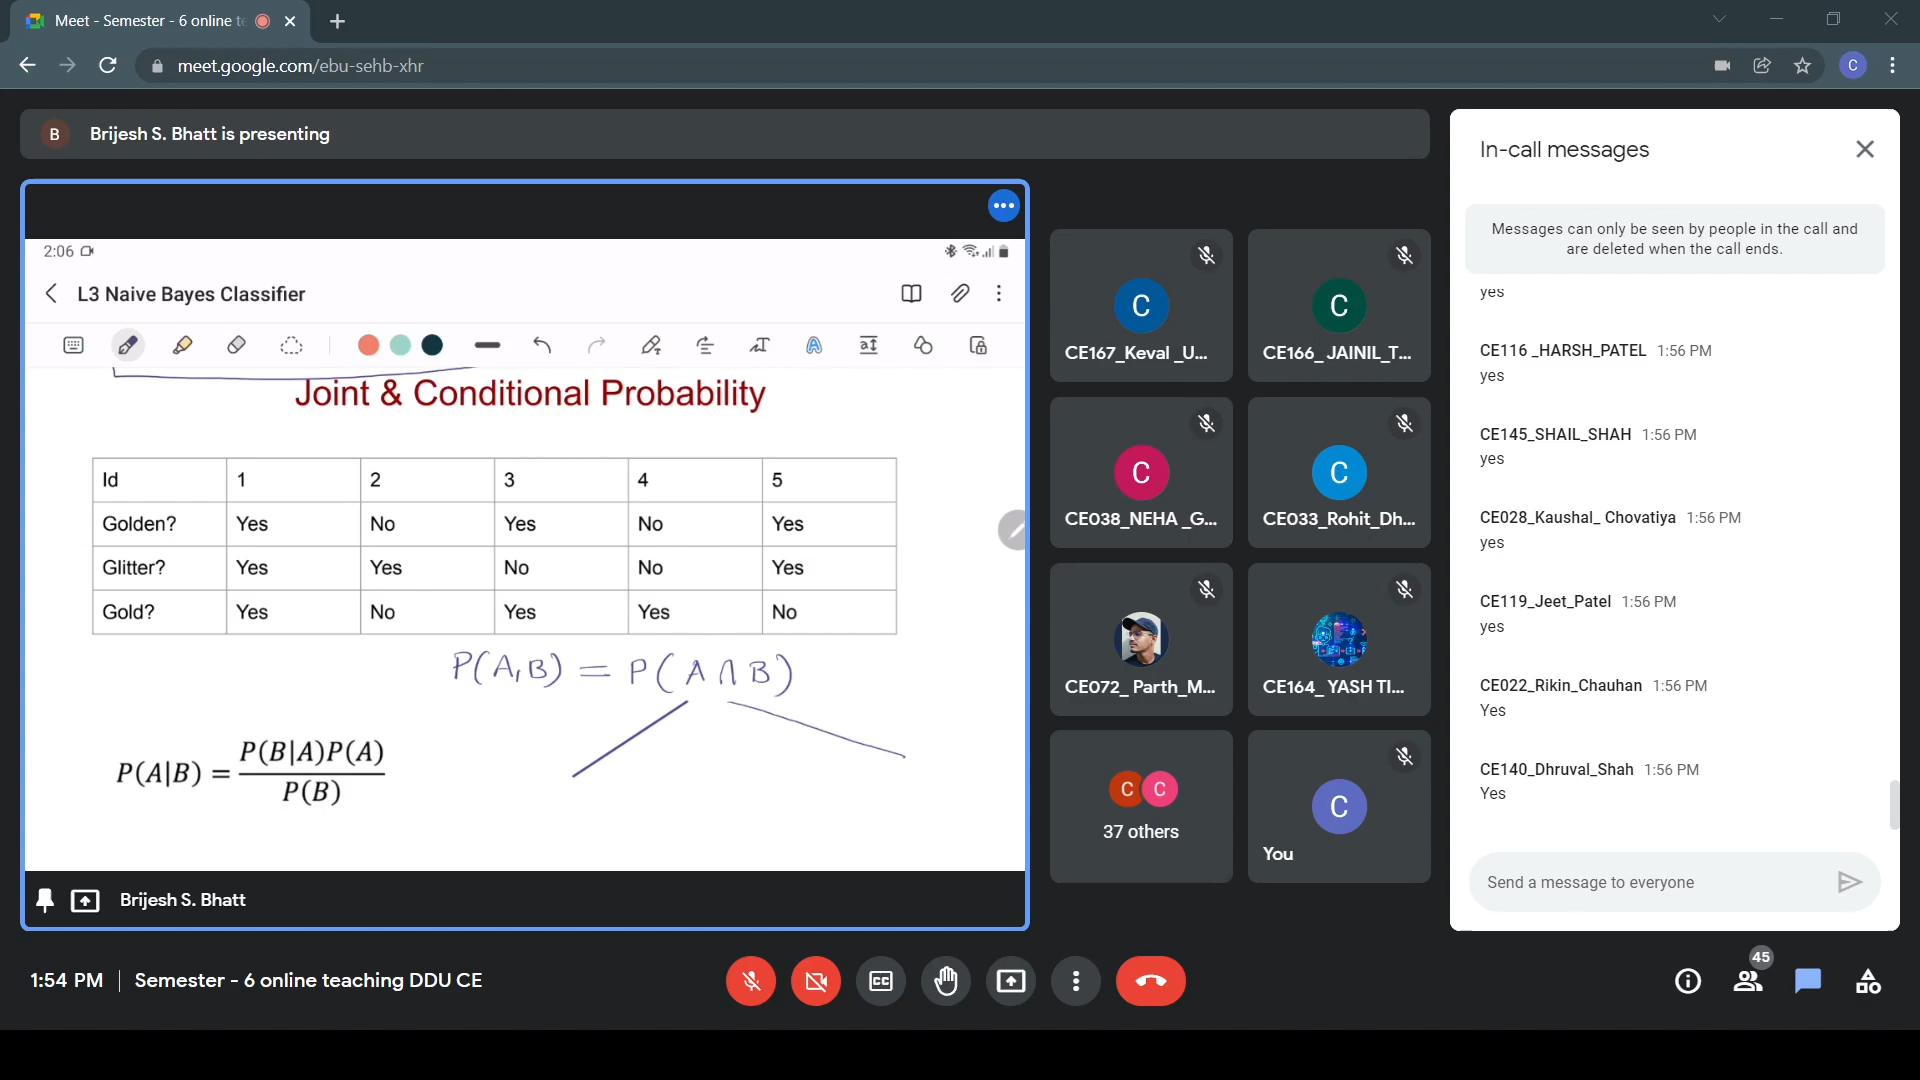 Meet - Semester - 6 online te
meet.google.com/ebu-sehb-xhr
C
B
Brijesh S. Bhatt is presenting
2:06
L3 Naive Bayes Classifier
Joint & Conditional Probability
Id 1 2 3 4 5
Golden? Yes No Yes No Yes
Glitter? Yes Yes No No Yes
Gold? Yes No Yes Yes No
P(A,B) = P(A∩B)
P(A|B) = P(B|A)P(A) / P(B)
Brijesh S. Bhatt
C
CE167_Keval _U...
C
CE166_ JAINIL_T...
C
CE038_NEHA _G...
C
CE033_Rohit_Dh...
CE072_ Parth_M...
CE164_ YASH TI...
C C
37 others
C
You
In-call messages
Messages can only be seen by people in the call and
are deleted when the call ends.
yes
CE116 _HARSH_PATEL 1:56 PM
yes
CE145_SHAIL_SHAH 1:56 PM
yes
CE028_Kaushal_ Chovatiya 1:56 PM
yes
CE119_Jeet_Patel 1:56 PM
yes
CE022_Rikin_Chauhan 1:56 PM
Yes
CE140_Dhruval_Shah 1:56 PM
Yes
Send a message to everyone
1:54 PM | Semester - 6 online teaching DDU CE
CC
45